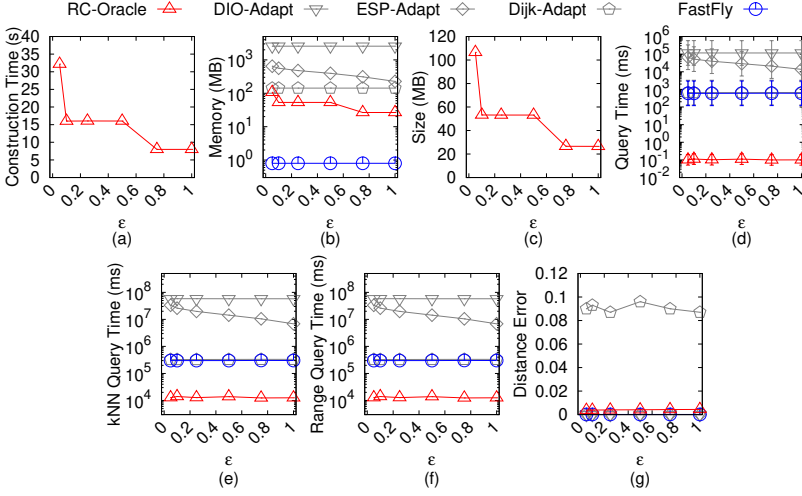 RC-Oracle DIO-Adapt ESP-Adapt Dijk-Adapt FastFly
Construction Time (s)
40
35
30
25
20
15
10
5
0
0 0.2 0.4 0.6 0.8 1
ε
(a)
Memory (MB)
10^3
10^2
10^1
10^0
0 0.2 0.4 0.6 0.8 1
ε
(b)
Size (MB)
120
100
80
60
40
20
0
0 0.2 0.4 0.6 0.8 1
ε
(c)
Query Time (ms)
10^6
10^5
10^4
10^3
10^2
10^1
10^0
10^-1
10^-2
0 0.2 0.4 0.6 0.8 1
ε
(d)
kNN Query Time (ms)
10^8
10^7
10^6
10^5
10^4
0 0.2 0.4 0.6 0.8 1
ε
(e)
Range Query Time (ms)
10^8
10^7
10^6
10^5
10^4
0 0.2 0.4 0.6 0.8 1
ε
(f)
Distance Error
0.12
0.1
0.08
0.06
0.04
0.02
0
0 0.2 0.4 0.6 0.8 1
ε
(g)